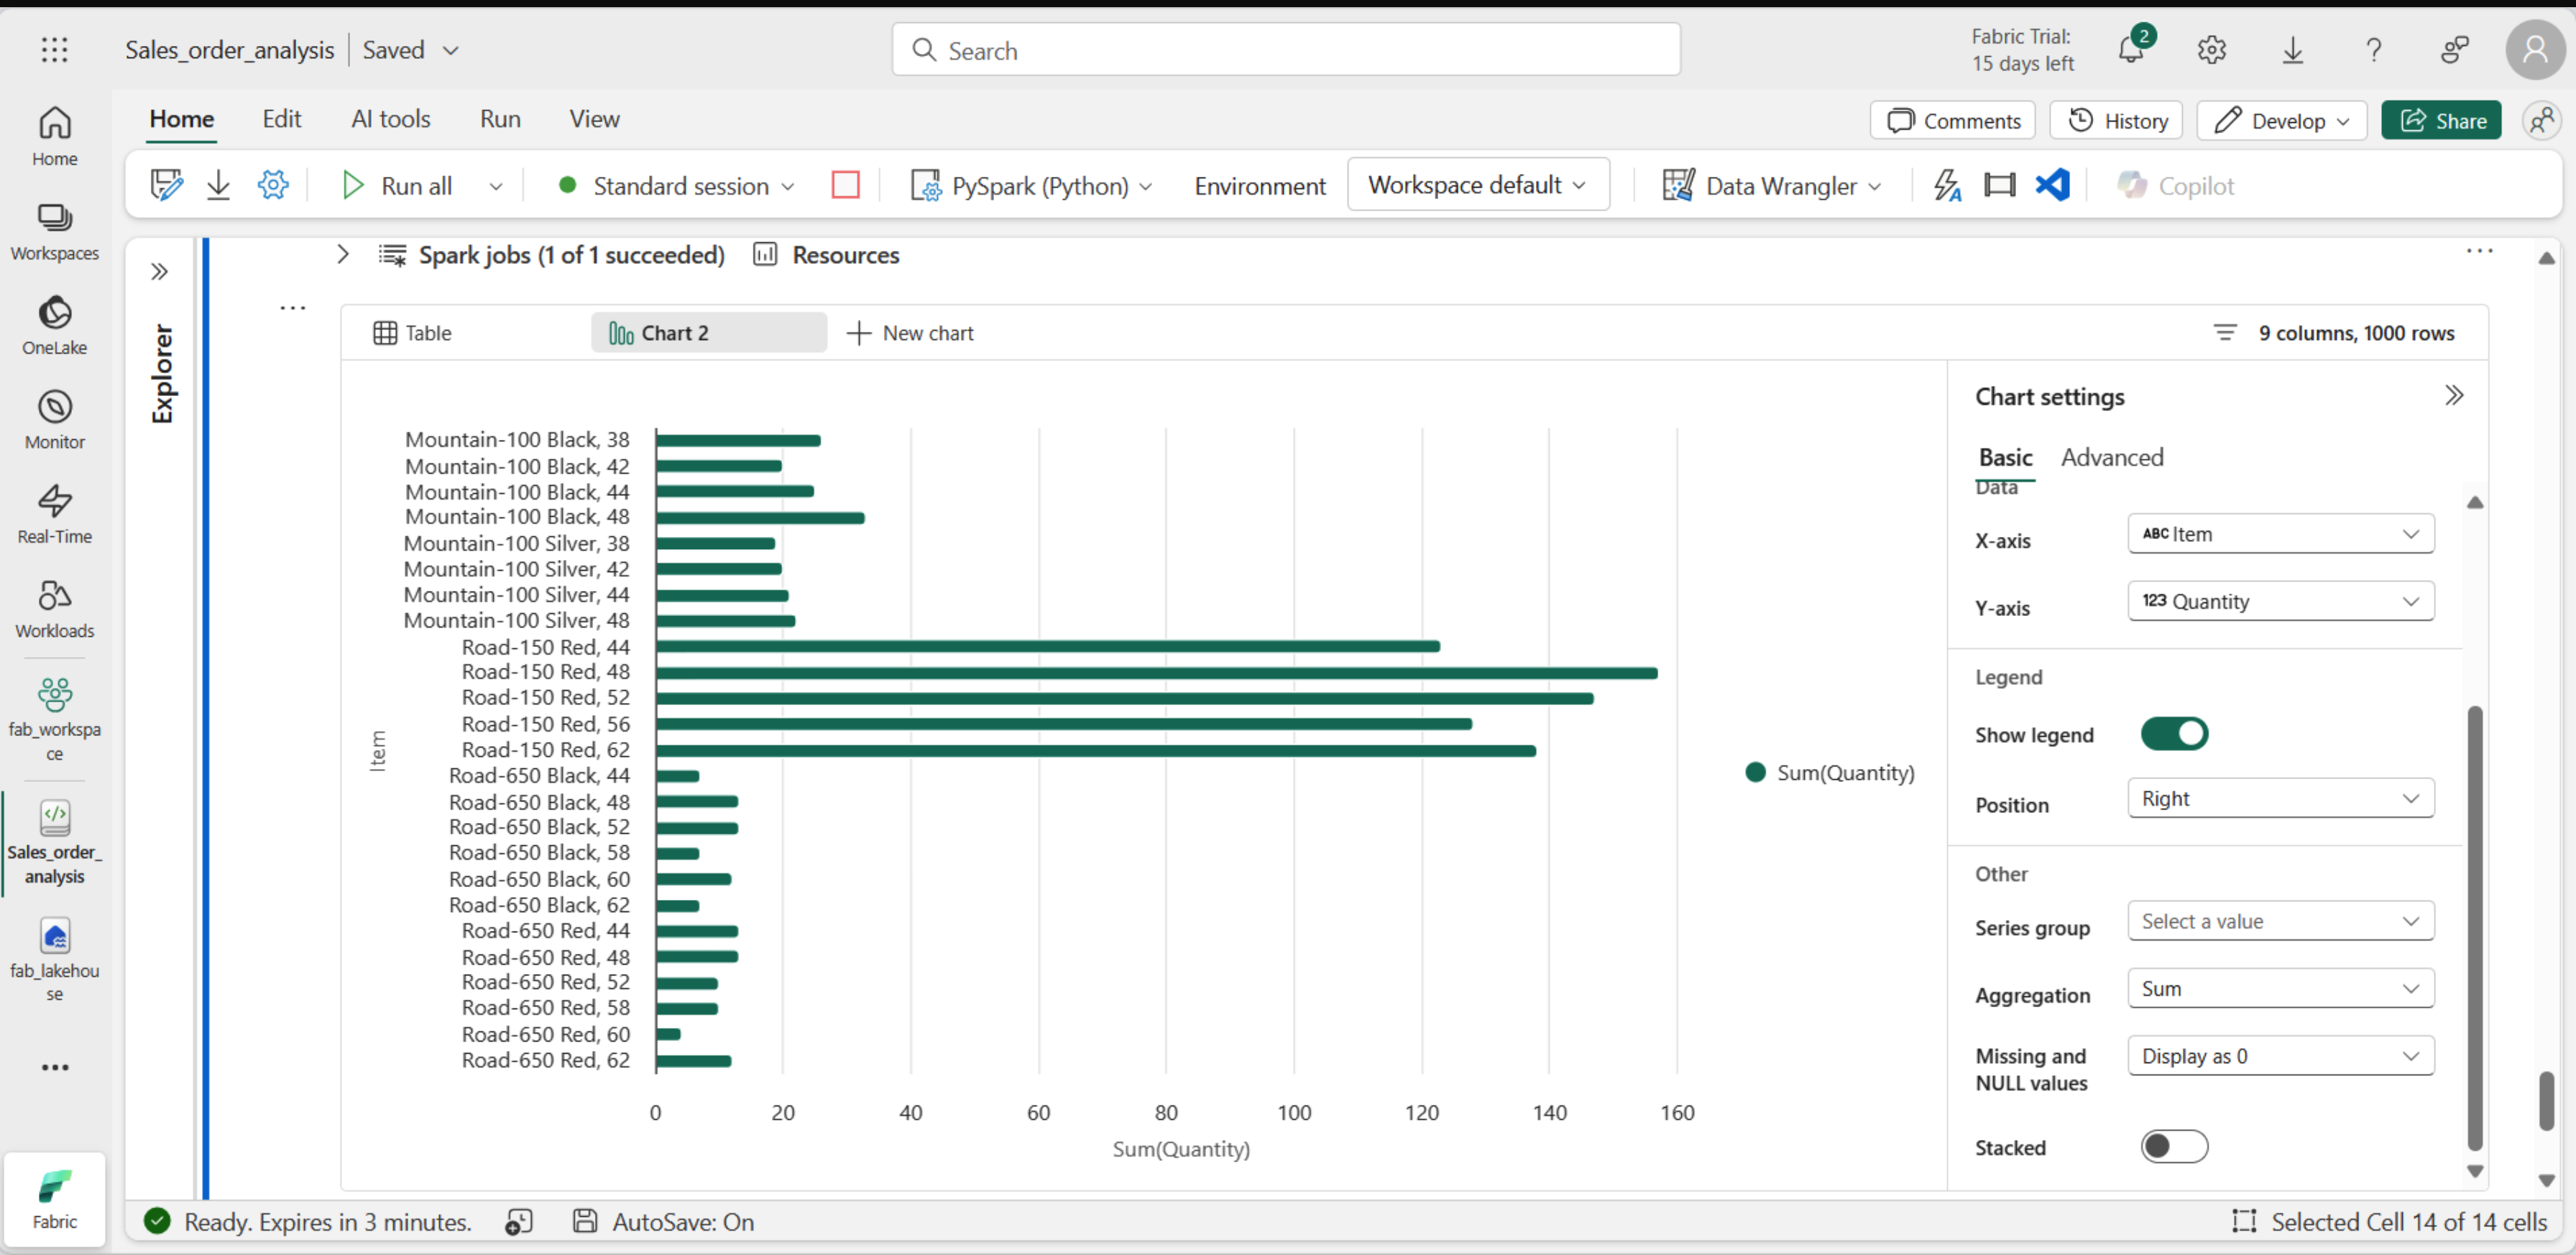 Sales_order_analysis | Saved
Search
Fabric Trial:
15 days left
2
Home
Edit
AI tools
Run
View
Comments
History
Develop
Share
Run all
Standard session
PySpark (Python)
Environment
Workspace default
Data Wrangler
Copilot
Home
Workspaces
OneLake
Monitor
Real-Time
Workloads
fab_workspa
ce
Sales_order_
analysis
fab_lakehou
se
Fabric
Explorer
Spark jobs (1 of 1 succeeded)
Resources
Table
Chart 2
New chart
9 columns, 1000 rows
Item
Mountain-100 Black, 38
Mountain-100 Black, 42
Mountain-100 Black, 44
Mountain-100 Black, 48
Mountain-100 Silver, 38
Mountain-100 Silver, 42
Mountain-100 Silver, 44
Mountain-100 Silver, 48
Road-150 Red, 44
Road-150 Red, 48
Road-150 Red, 52
Road-150 Red, 56
Road-150 Red, 62
Road-650 Black, 44
Road-650 Black, 48
Road-650 Black, 52
Road-650 Black, 58
Road-650 Black, 60
Road-650 Black, 62
Road-650 Red, 44
Road-650 Red, 48
Road-650 Red, 52
Road-650 Red, 58
Road-650 Red, 60
Road-650 Red, 62
0 20 40 60 80 100 120 140 160
Sum(Quantity)
Sum(Quantity)
Chart settings
Basic
Advanced
Data
X-axis
ABC Item
Y-axis
123 Quantity
Legend
Show legend
Position
Right
Other
Series group
Select a value
Aggregation
Sum
Missing and
NULL values
Display as 0
Stacked
Ready. Expires in 3 minutes.
AutoSave: On
Selected Cell 14 of 14 cells